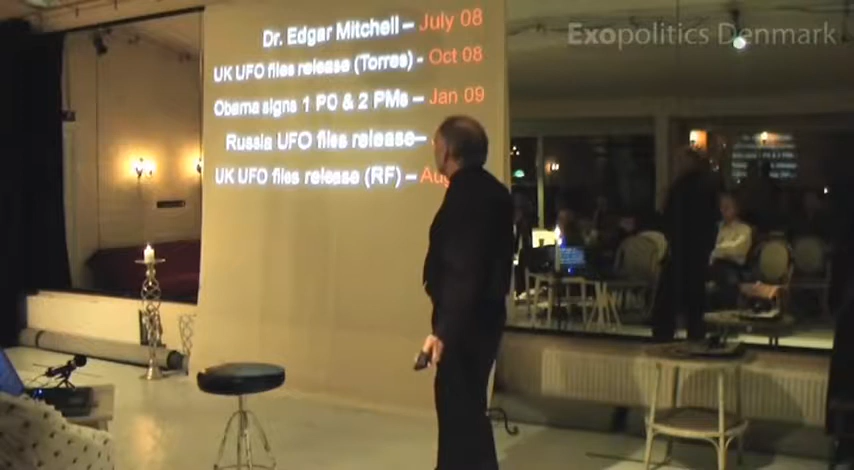 Exopolitics Denmark
Dr. Edgar Mitchell – July 08
UK UFO files release (Torres) - Oct 08
Obama signs 1 PO & 2 PMs – Jan 09
Russia UFO files release–
UK UFO files release (RF) –